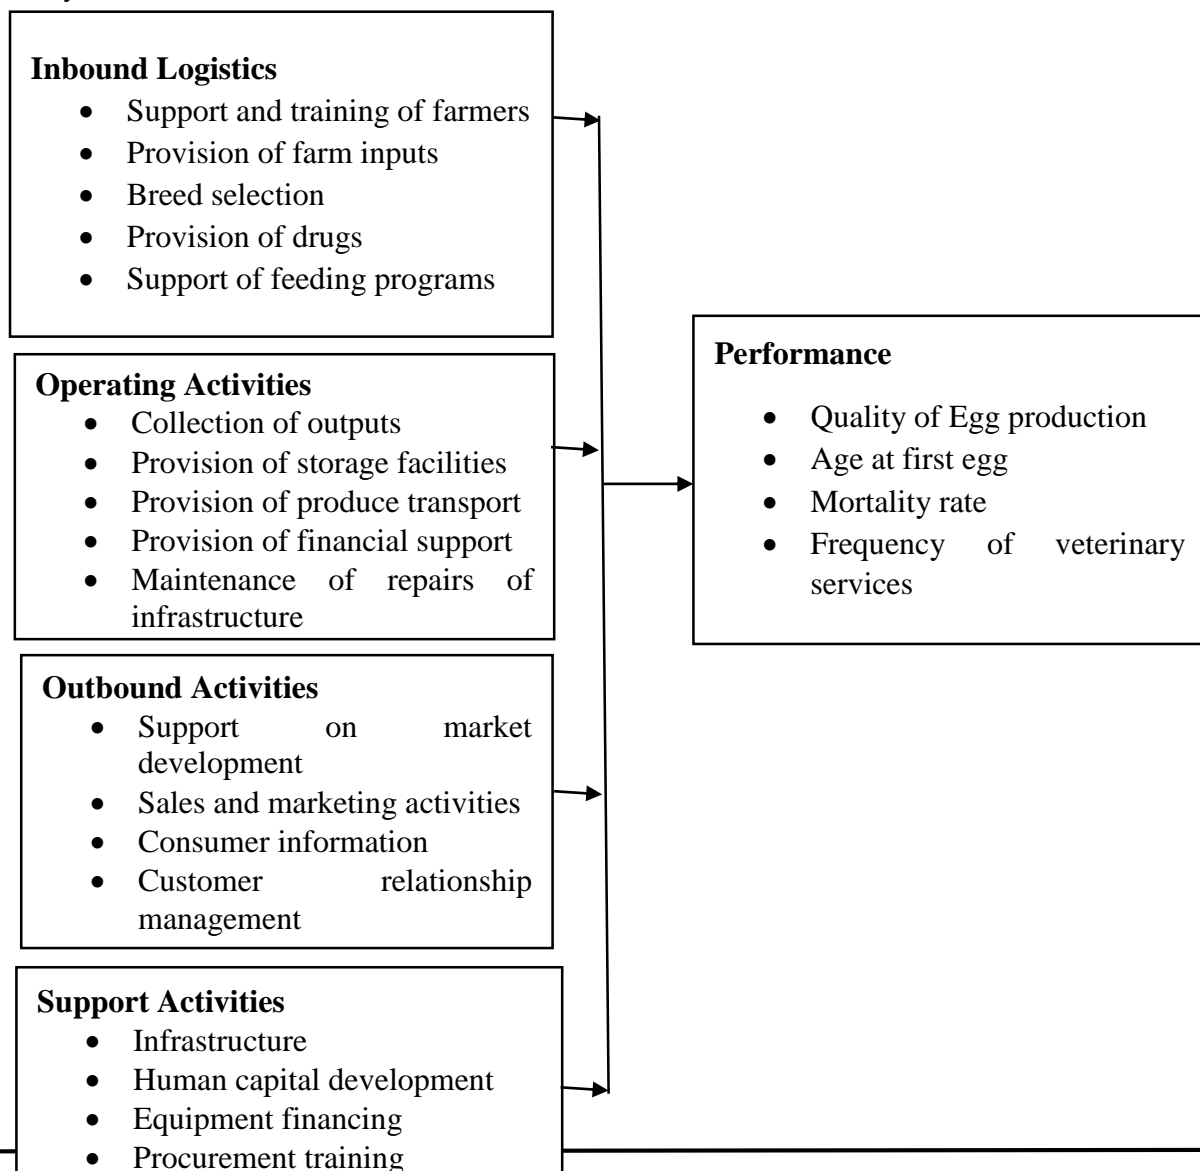 Inbound Logistics
• Support and training of farmers
• Provision of farm inputs
• Breed selection
• Provision of drugs
• Support of feeding programs
Operating Activities
• Collection of outputs
• Provision of storage facilities
• Provision of produce transport
• Provision of financial support
• Maintenance of repairs of
infrastructure
Outbound Activities
• Support on market
development
• Sales and marketing activities
• Consumer information
• Customer relationship
management
Support Activities
• Infrastructure
• Human capital development
• Equipment financing
• Procurement training
Performance
• Quality of Egg production
• Age at first egg
• Mortality rate
• Frequency of veterinary
services